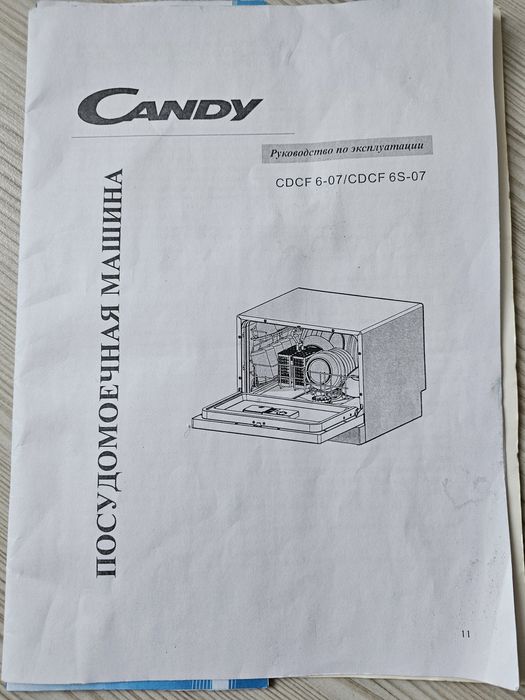 CANDY
Руководство по эксплуатации
CDCF 6-07/CDCF 6S-07
ПОСУДОМОЕЧНАЯ МАШИНА
11